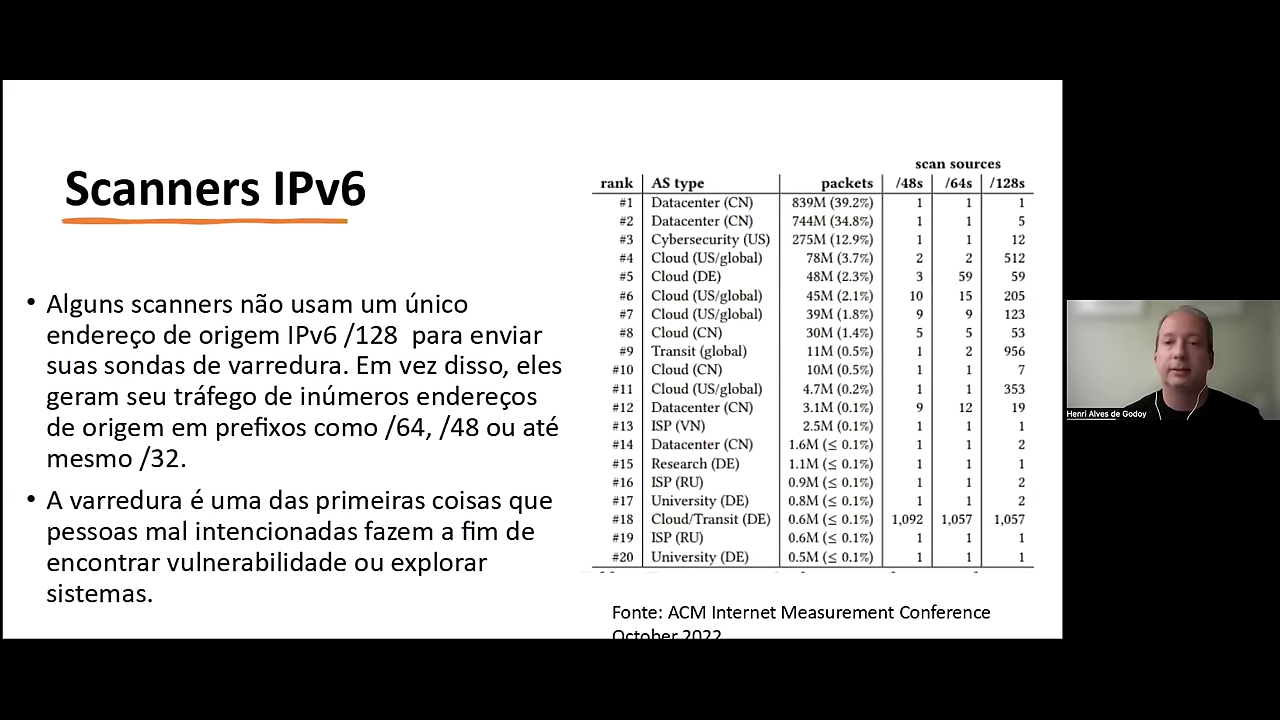 Scanners IPv6
• Alguns scanners não usam um único
endereço de origem IPv6 /128 para enviar
suas sondas de varredura. Em vez disso, eles
geram seu tráfego de inúmeros endereços
de origem em prefixos como /64, /48 ou até
mesmo /32.
• A varredura é uma das primeiras coisas que
pessoas mal intencionadas fazem a fim de
encontrar vulnerabilidade ou explorar
sistemas.
scan sources
rank AS type packets /48s /64s /128s
#1 Datacenter (CN) 839M (39.2%) 1 1 1
#2 Datacenter (CN) 744M (34.8%) 1 1 5
#3 Cybersecurity (US) 275M (12.9%) 1 1 12
#4 Cloud (US/global) 78M (3.7%) 2 2 512
#5 Cloud (DE) 48M (2.3%) 3 59 59
#6 Cloud (US/global) 45M (2.1%) 10 15 205
#7 Cloud (US/global) 39M (1.8%) 9 9 123
#8 Cloud (CN) 30M (1.4%) 5 5 53
#9 Transit (global) 11M (0.5%) 1 2 956
#10 Cloud (CN) 10M (0.5%) 1 1 7
#11 Cloud (US/global) 4.7M (0.2%) 1 1 353
#12 Datacenter (CN) 3.1M (0.1%) 9 12 19
#13 ISP (VN) 2.5M (0.1%) 1 1 1
#14 Datacenter (CN) 1.6M (≤ 0.1%) 1 1 2
#15 Research (DE) 1.1M (≤ 0.1%) 1 1 1
#16 ISP (RU) 0.9M (≤ 0.1%) 1 1 2
#17 University (DE) 0.8M (≤ 0.1%) 1 1 2
#18 Cloud/Transit (DE) 0.6M (≤ 0.1%) 1,092 1,057 1,057
#19 ISP (RU) 0.6M (≤ 0.1%) 1 1 1
#20 University (DE) 0.5M (≤ 0.1%) 1 1 1
Fonte: ACM Internet Measurement Conference
October 2022
Henri Alves de Godoy